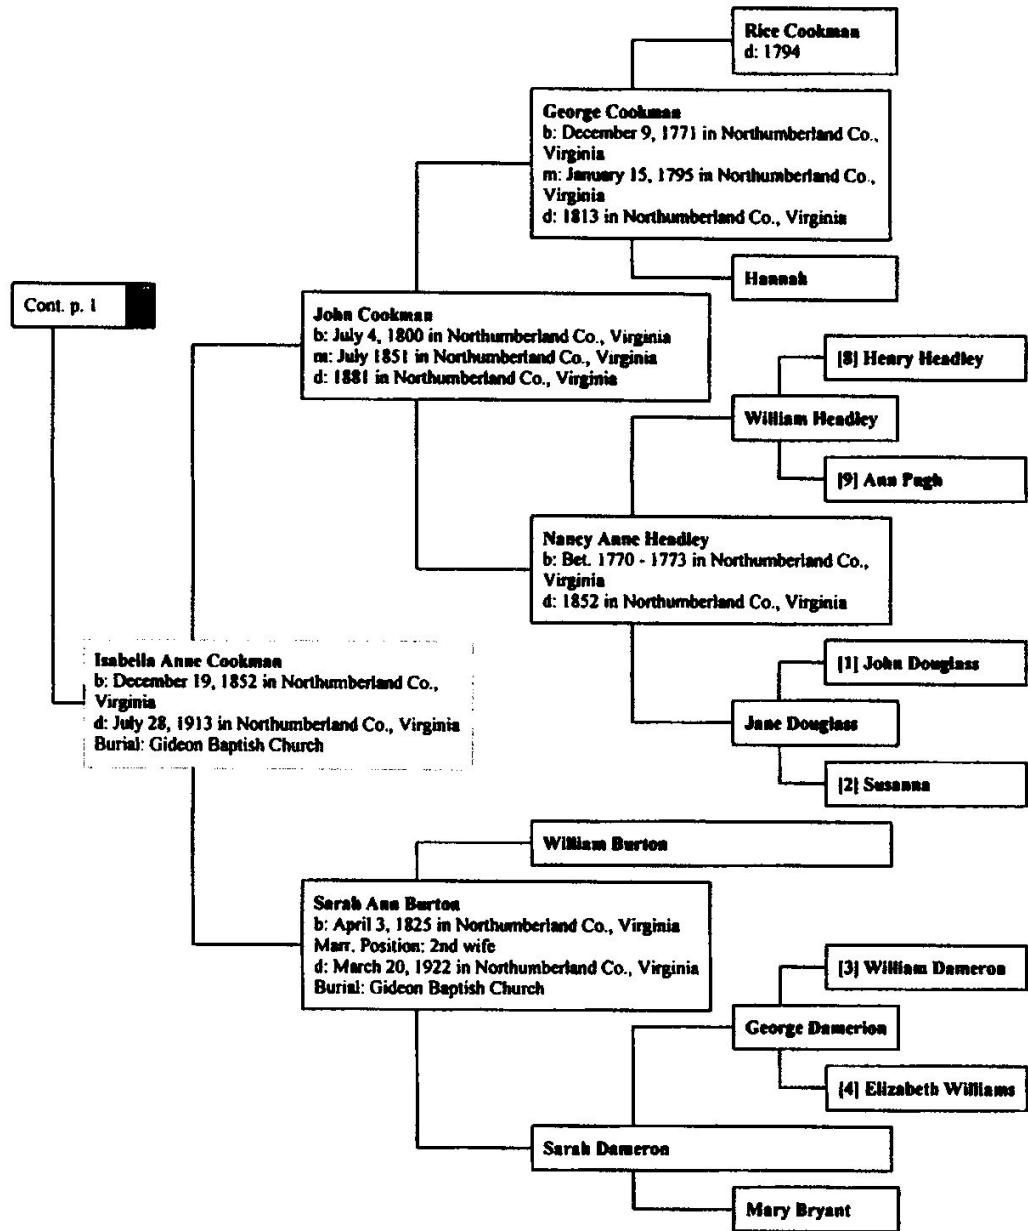 Rice Cookman
d: 1794
George Cookman
b: December 9, 1771 in Northumberland Co.,
Virginia
m: January 15, 1795 in Northumberland Co.,
Virginia
d: 1813 in Northumberland Co., Virginia
Hannah
Cont. p. 1
John Cookman
b: July 4, 1800 in Northumberland Co., Virginia
m: July 1851 in Northumberland Co., Virginia
d: 1881 in Northumberland Co., Virginia
[8] Henry Headley
William Headley
[9] Ann Pugh
Nancy Anne Headley
b: Bet. 1770 - 1773 in Northumberland Co.,
Virginia
d: 1852 in Northumberland Co., Virginia
[1] John Douglass
Jane Douglass
[2] Susanna
Isabella Anne Cookman
b: December 19, 1852 in Northumberland Co.,
Virginia
d: July 28, 1913 in Northumberland Co., Virginia
Burial: Gideon Baptish Church
William Burton
Sarah Ann Burton
b: April 3, 1825 in Northumberland Co., Virginia
Marr. Position: 2nd wife
d: March 20, 1922 in Northumberland Co., Virginia
Burial: Gideon Baptish Church
[3] William Dameron
George Damerion
[4] Elizabeth Williams
Sarah Dameron
Mary Bryant